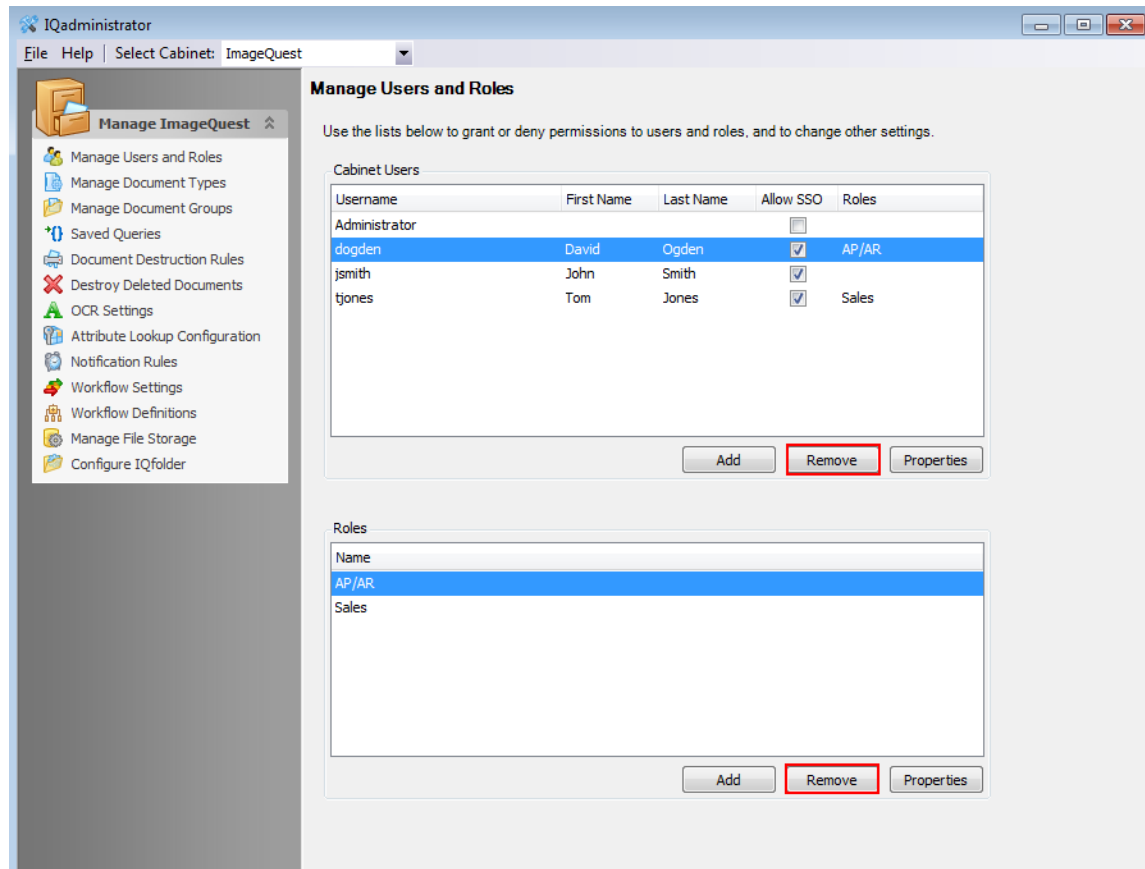 IQadministrator
File Help Select Cabinet: ImageQuest
Manage ImageQuest
Manage Users and Roles
Manage Document Types
Manage Document Groups
Saved Queries
Document Destruction Rules
Destroy Deleted Documents
OCR Settings
Attribute Lookup Configuration
Notification Rules
Workflow Settings
Workflow Definitions
Manage File Storage
Configure IQfolder
Manage Users and Roles
Use the lists below to grant or deny permissions to users and roles, and to change other settings.
Cabinet Users
Username First Name Last Name Allow SSO Roles
Administrator
dogden David Ogden AP/AR
jsmith John Smith
tjones Tom Jones Sales
Add Remove Properties
Roles
Name
AP/AR
Sales
Add Remove Properties